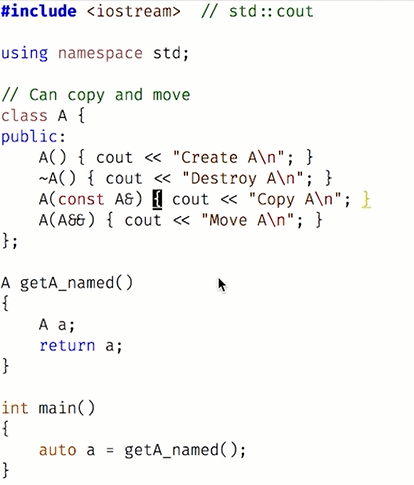 #include <iostream>  // std::cout
using namespace std;
// Can copy and move
class A {
public:
    A() { cout << "Create A\n"; }
    ~A() { cout << "Destroy A\n"; }
    A(const A&) { cout << "Copy A\n"; }
    A(A&&) { cout << "Move A\n"; }
};
A getA_named()
{
    A a;
    return a;
}
int main()
{
    auto a = getA_named();
}